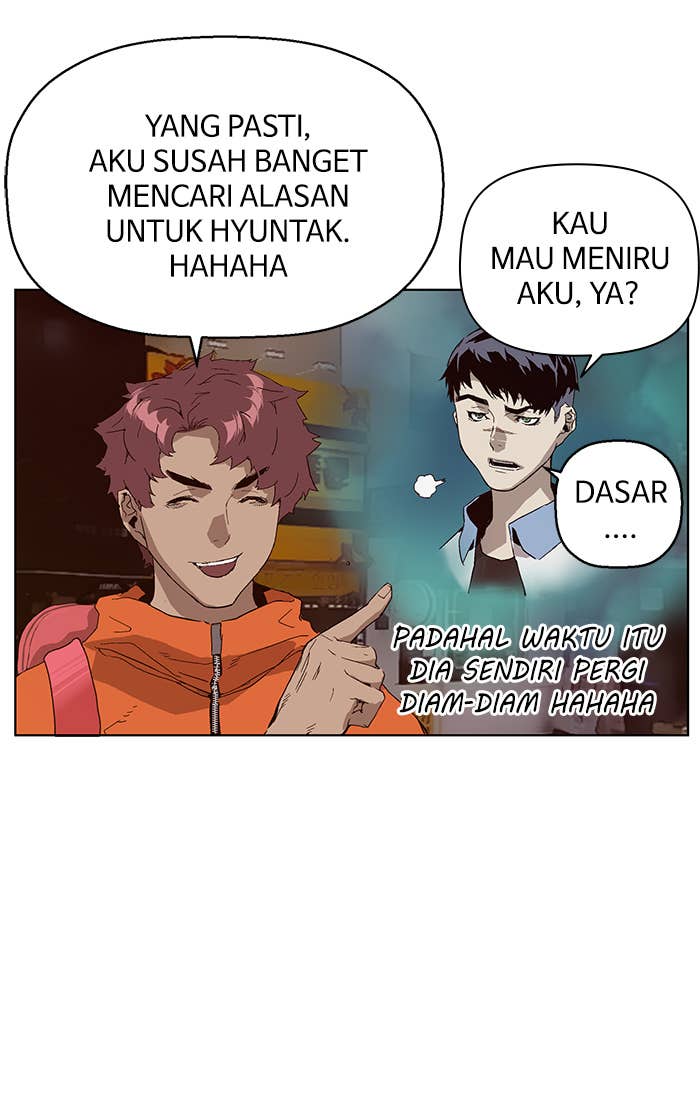 YANG PASTI,
AKU SUSAH BANGET
MENCARI ALASAN
UNTUK HYUNTAK.
HAHAHA
KAU
MAU MENIRU
AKU, YA?
DASAR
....
PADAHAL WAKTU ITU
DIA SENDIRI PERGI
DIAM-DIAM HAHAHA